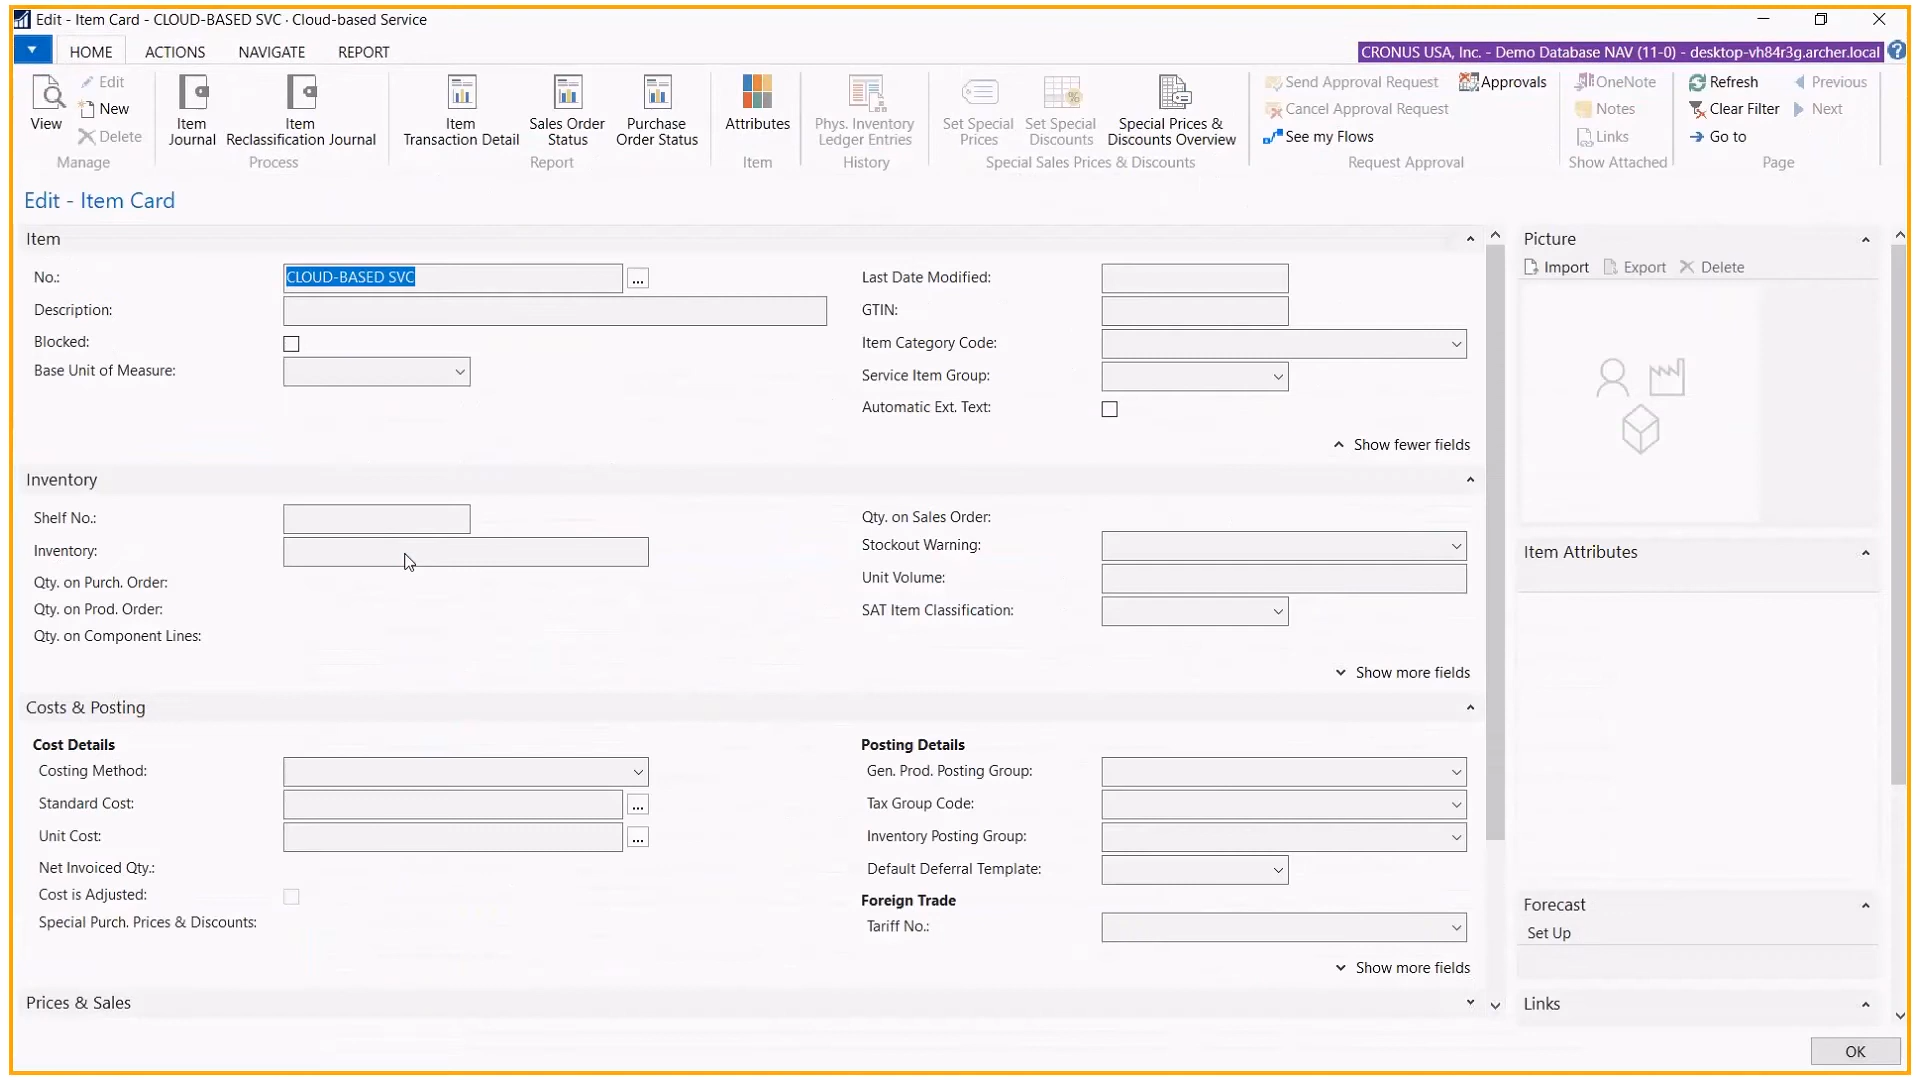 Edit - Item Card - CLOUD-BASED SVC · Cloud-based Service
HOME ACTIONS NAVIGATE REPORT
CRONUS USA, Inc. - Demo Database NAV (11-0) - desktop-vh84r3g.archer.local
View
Edit
New
Delete
Manage
Item Journal
Item Reclassification Journal
Process
Item Transaction Detail
Sales Order Status
Purchase Order Status
Report
Attributes
Item
Phys. Inventory Ledger Entries
History
Set Special Prices
Set Special Discounts
Special Prices & Discounts Overview
Special Sales Prices & Discounts
Send Approval Request
Cancel Approval Request
See my Flows
Approvals
Request Approval
OneNote
Notes
Links
Show Attached
Refresh
Clear Filter
Go to
Previous
Next
Page
Edit - Item Card
Item
No.: CLOUD-BASED SVC ...
Description:
Blocked:
Base Unit of Measure:
Last Date Modified:
GTIN:
Item Category Code:
Service Item Group:
Automatic Ext. Text:
Show fewer fields
Inventory
Shelf No.:
Inventory:
Qty. on Purch. Order:
Qty. on Prod. Order:
Qty. on Component Lines:
Qty. on Sales Order:
Stockout Warning:
Unit Volume:
SAT Item Classification:
Show more fields
Costs & Posting
Cost Details
Costing Method:
Standard Cost: ...
Unit Cost: ...
Net Invoiced Qty.:
Cost is Adjusted:
Special Purch. Prices & Discounts:
Posting Details
Gen. Prod. Posting Group:
Tax Group Code:
Inventory Posting Group:
Default Deferral Template:
Foreign Trade
Tariff No.:
Show more fields
Prices & Sales
Picture
Import Export Delete
Item Attributes
Forecast
Set Up
Links
OK